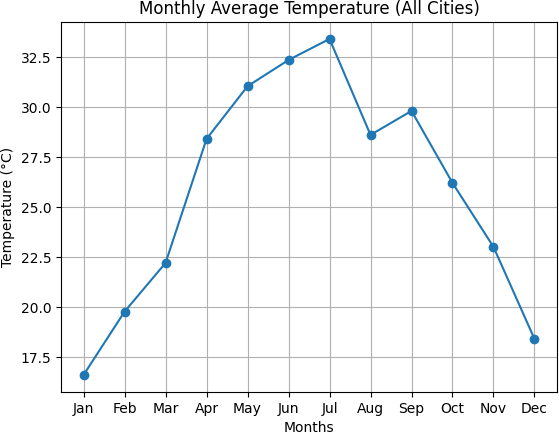 Monthly Average Temperature (All Cities)
Temperature (°C)
32.5
30.0
27.5
25.0
22.5
20.0
17.5
Jan Feb Mar Apr May Jun Jul Aug Sep Oct Nov Dec
Months